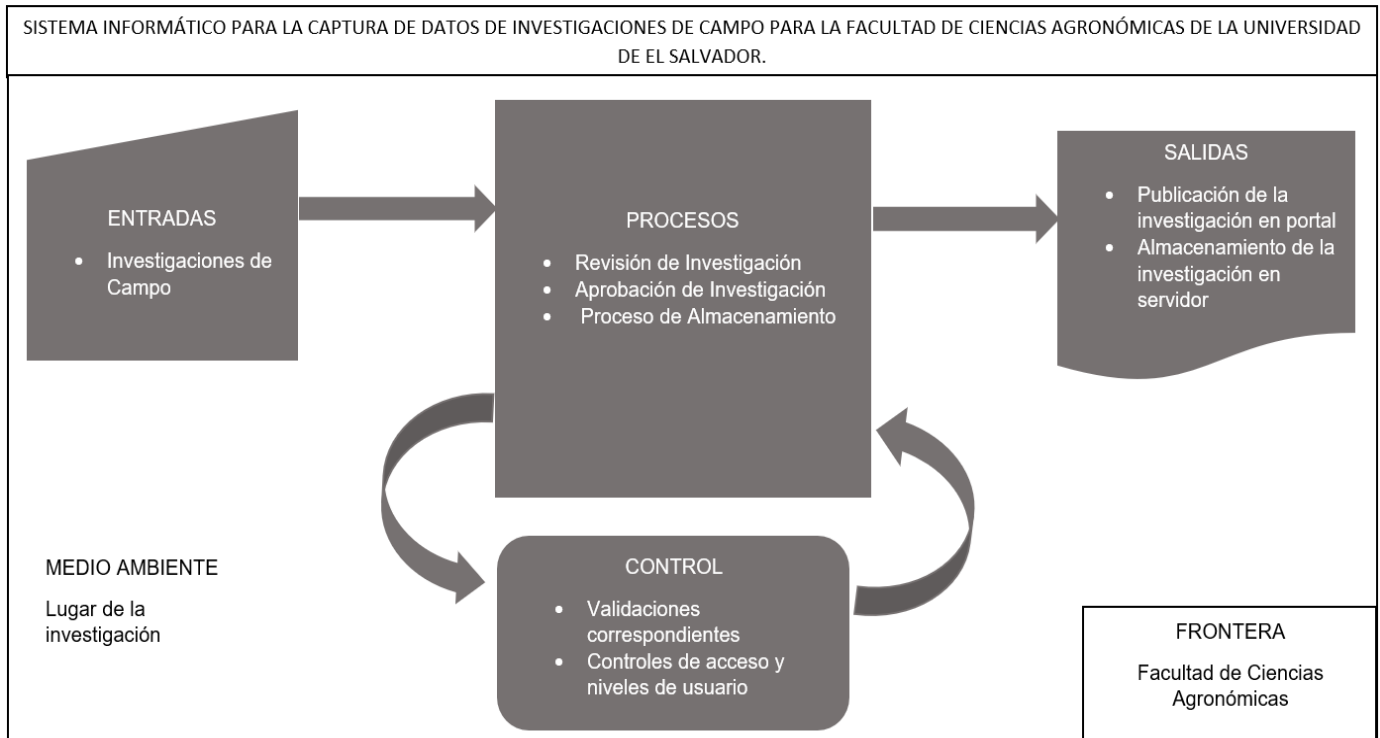 SISTEMA INFORMÁTICO PARA LA CAPTURA DE DATOS DE INVESTIGACIONES DE CAMPO PARA LA FACULTAD DE CIENCIAS AGRONÓMICAS DE LA UNIVERSIDAD
DE EL SALVADOR.
ENTRADAS
• Investigaciones de
Campo
PROCESOS
• Revisión de Investigación
• Aprobación de Investigación
• Proceso de Almacenamiento
SALIDAS
• Publicación de la
investigación en portal
• Almacenamiento de la
investigación en
servidor
MEDIO AMBIENTE
Lugar de la
investigación
CONTROL
• Validaciones
correspondientes
• Controles de acceso y
niveles de usuario
FRONTERA
Facultad de Ciencias
Agronómicas